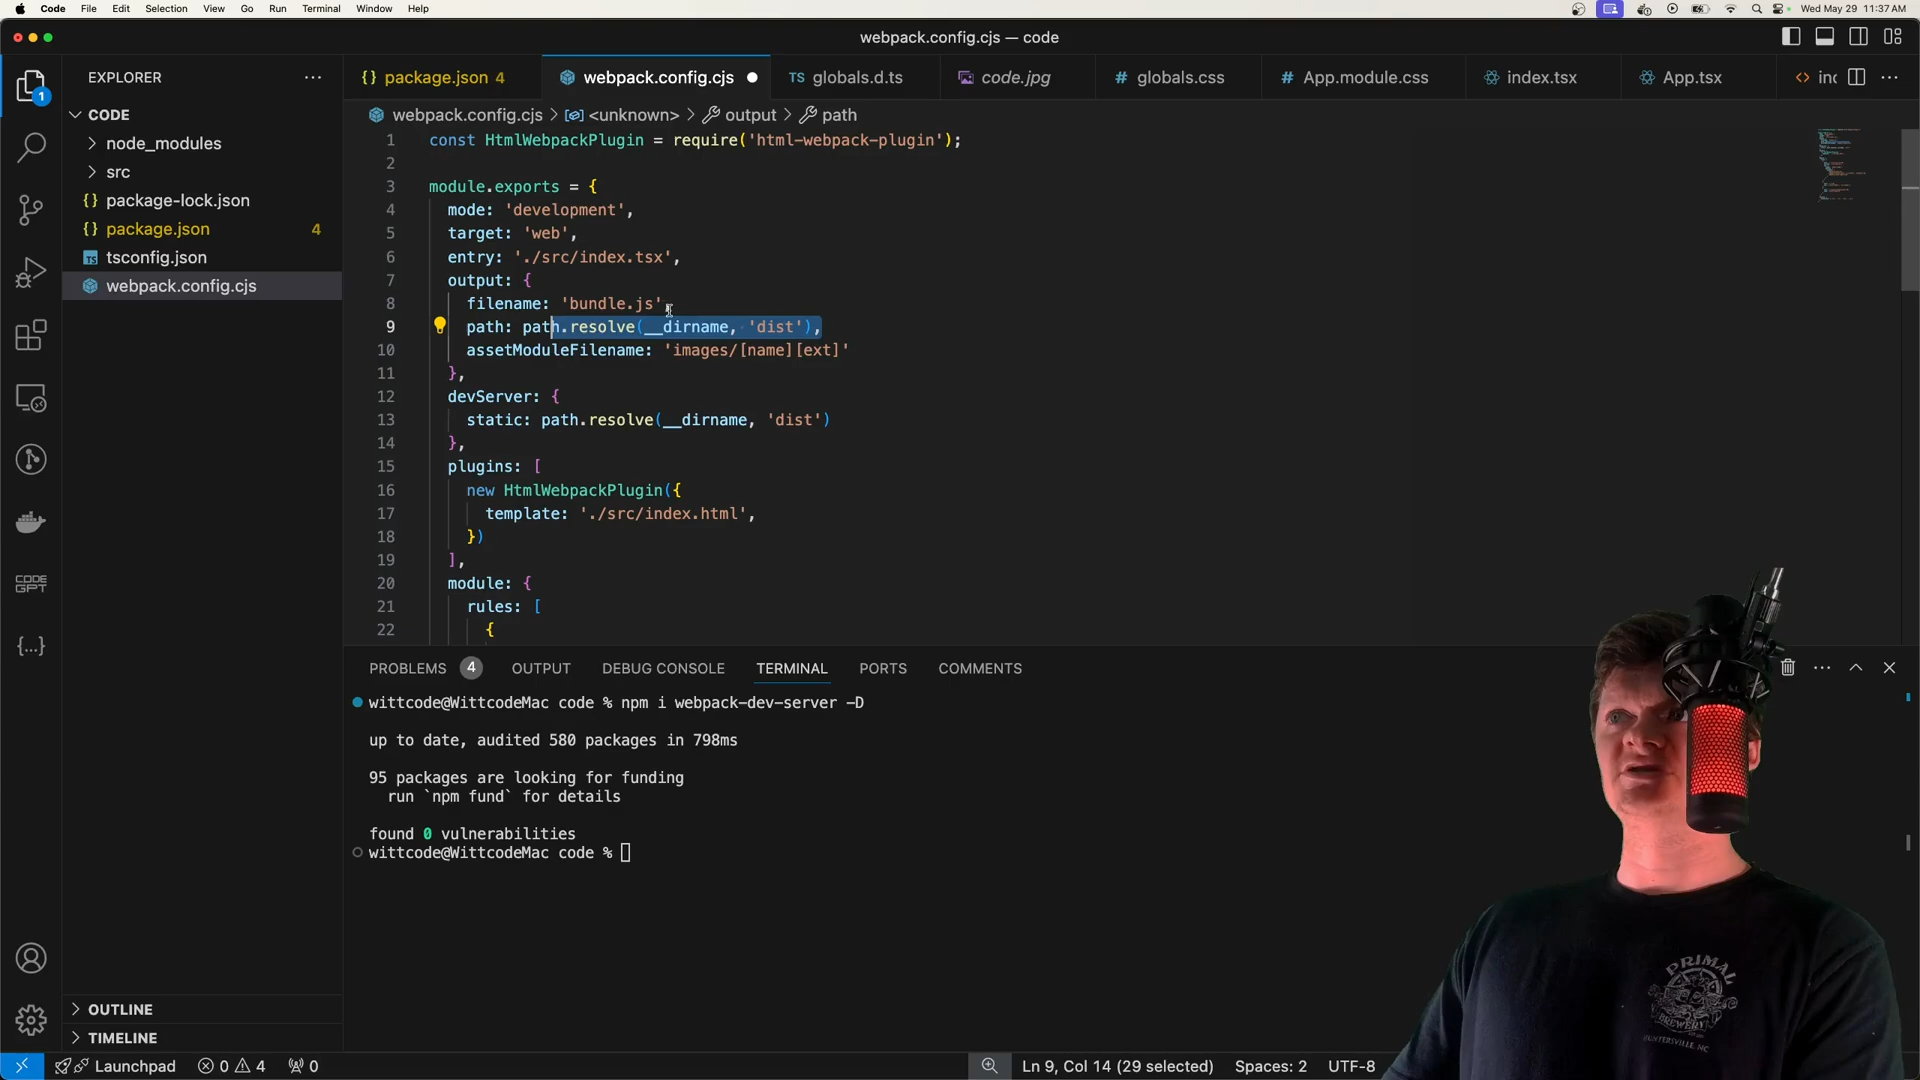 Code File Edit Selection View Go Run Terminal Window Help Wed May 29 11:37 AM
webpack.config.cjs — code
EXPLORER
package.json 4 webpack.config.cjs TS globals.d.ts code.jpg # globals.css # App.module.css index.tsx App.tsx <> inc
CODE
node_modules
src
{} package-lock.json
{} package.json 4
TS tsconfig.json
webpack.config.cjs
webpack.config.cjs > <unknown> > output > path
1 const HtmlWebpackPlugin = require('html-webpack-plugin');
2
3 module.exports = {
4 mode: 'development',
5 target: 'web',
6 entry: './src/index.tsx',
7 output: {
8 filename: 'bundle.js',
9 path: path.resolve(__dirname, 'dist'),
10 assetModuleFilename: 'images/[name][ext]'
11 },
12 devServer: {
13 static: path.resolve(__dirname, 'dist')
14 },
15 plugins: [
16 new HtmlWebpackPlugin({
17 template: './src/index.html',
18 })
19 ],
20 module: {
21 rules: [
22 {
1
CODE
GPT
{...}
PROBLEMS 4 OUTPUT DEBUG CONSOLE TERMINAL PORTS COMMENTS
wittcode@WittcodeMac code % npm i webpack-dev-server -D
up to date, audited 580 packages in 798ms
95 packages are looking for funding
run `npm fund` for details
found 0 vulnerabilities
wittcode@WittcodeMac code %
OUTLINE
TIMELINE
PRIMAL
BREWERY
HUNTERSVILLE, NC
Launchpad 0 4 0 Ln 9, Col 14 (29 selected) Spaces: 2 UTF-8